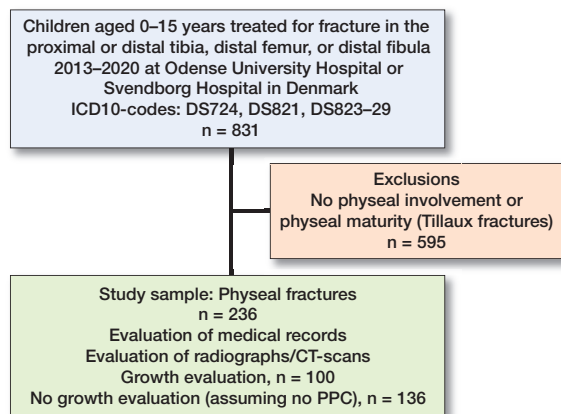 Children aged 0–15 years treated for fracture in the
proximal or distal tibia, distal femur, or distal fibula
2013–2020 at Odense University Hospital or
Svendborg Hospital in Denmark
ICD10-codes: DS724, DS821, DS823–29
n = 831
Exclusions
No physeal involvement or
physeal maturity (Tillaux fractures)
n = 595
Study sample: Physeal fractures
n = 236
Evaluation of medical records
Evaluation of radiographs/CT-scans
Growth evaluation, n = 100
No growth evaluation (assuming no PPC), n = 136